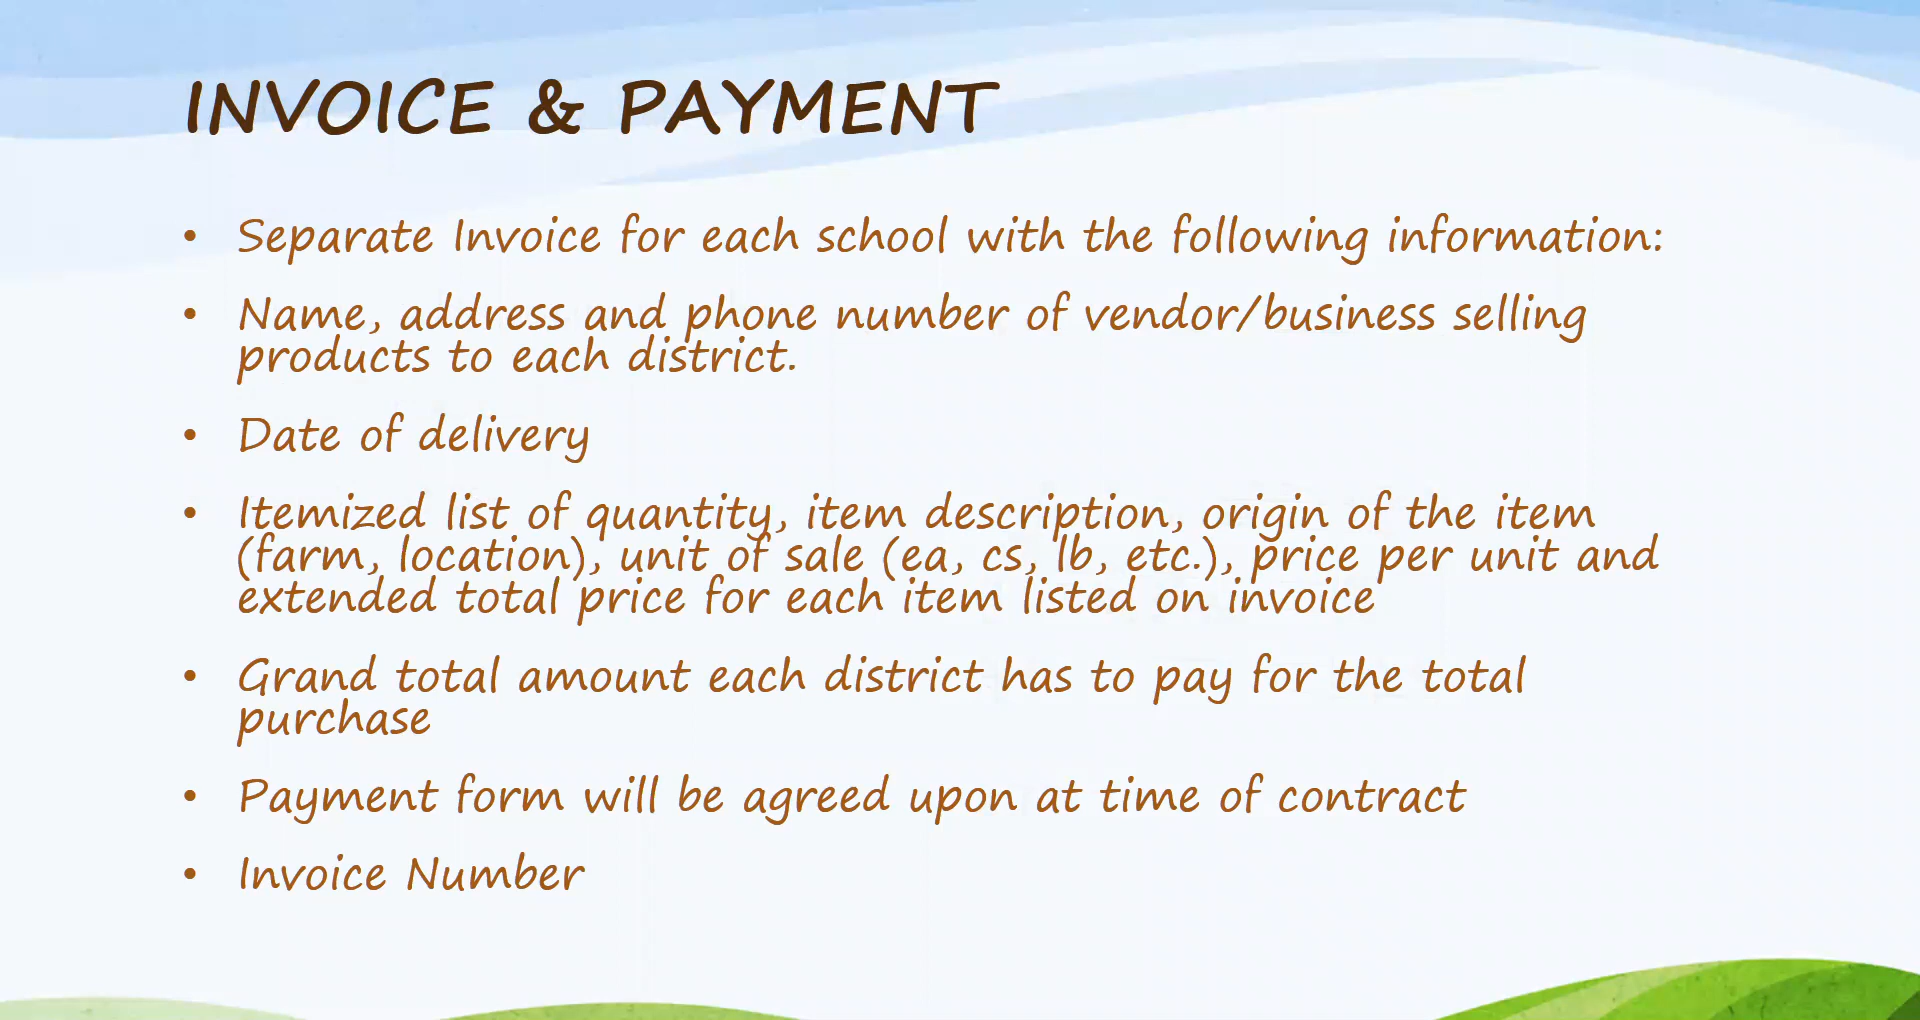 INVOICE & PAYMENT
• Separate Invoice for each school with the following information:
• Name, address and phone number of vendor/business selling
products to each district.
• Date of delivery
• Itemized list of quantity, item description, origin of the item
(farm, location), unit of sale (ea, cs, lb, etc.), price per unit and
extended total price for each item listed on invoice
• Grand total amount each district has to pay for the total
purchase
• Payment form will be agreed upon at time of contract
• Invoice Number